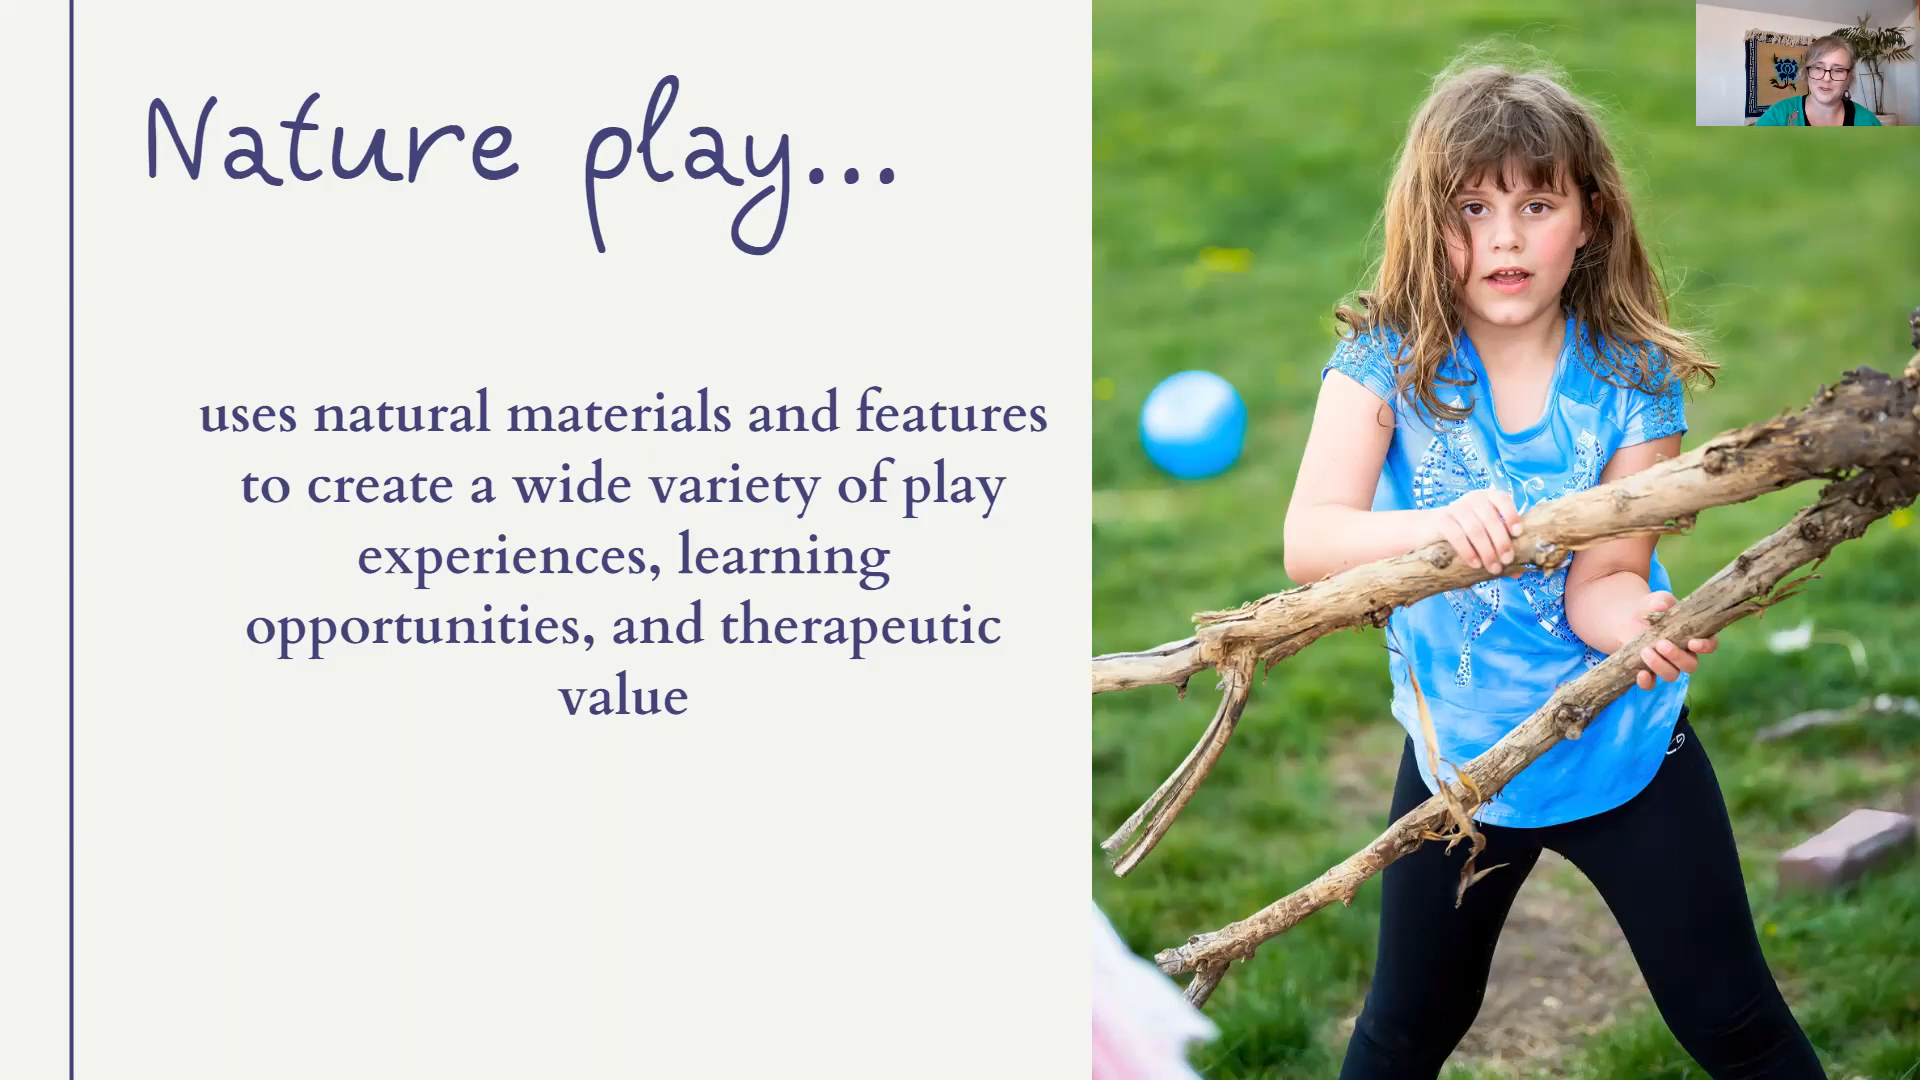 Nature play...
uses natural materials and features
to create a wide variety of play
experiences, learning
opportunities, and therapeutic
value